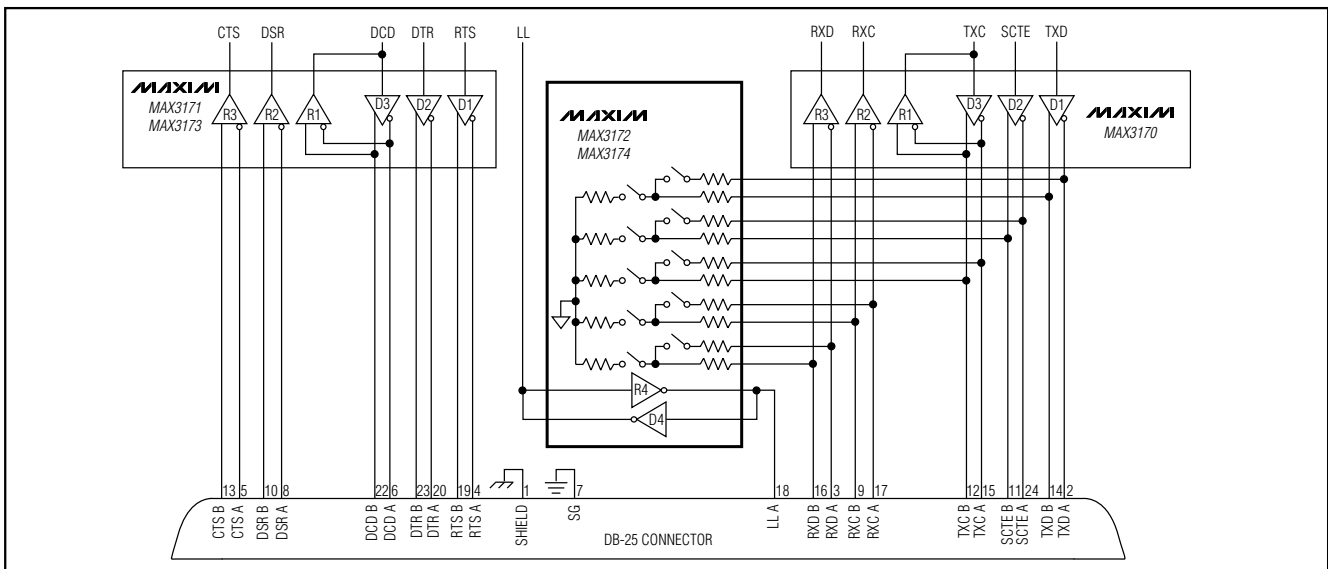 CTS DSR DCD DTR RTS LL RXD RXC TXC SCTE TXD
MAXIM
MAX3171
MAX3173
R3 R2 R1 D3 D2 D1
MAXIM
MAX3172
MAX3174
R4
D4
R3 R2 R1 D3 D2 D1
MAXIM
MAX3170
13 5 10 8 22 6 23 20 19 4 1 7 18 16 3 9 17 12 15 11 24 14 2
CTS B
CTS A
DSR B
DSR A
DCD B
DCD A
DTR B
DTR A
RTS B
RTS A
SHIELD
SG
LL A
RXD B
RXD A
RXC B
RXC A
TXC B
TXC A
SCTE B
SCTE A
TXD B
TXD A
DB-25 CONNECTOR